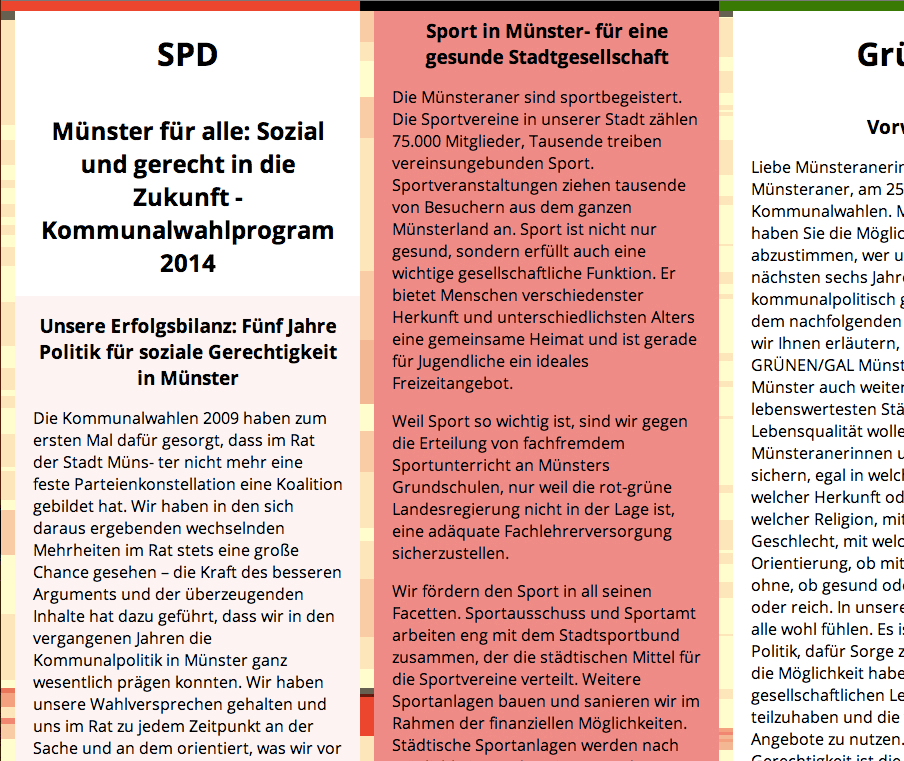 SPD
Münster für alle: Sozial
und gerecht in die
Zukunft -
Kommunalwahlprogram
2014
Unsere Erfolgsbilanz: Fünf Jahre
Politik für soziale Gerechtigkeit
in Münster
Die Kommunalwahlen 2009 haben zum
ersten Mal dafür gesorgt, dass im Rat
der Stadt Müns- ter nicht mehr eine
feste Parteienkonstellation eine Koalition
gebildet hat. Wir haben in den sich
daraus ergebenden wechselnden
Mehrheiten im Rat stets eine große
Chance gesehen – die Kraft des besseren
Arguments und der überzeugenden
Inhalte hat dazu geführt, dass wir in den
vergangenen Jahren die
Kommunalpolitik in Münster ganz
wesentlich prägen konnten. Wir haben
unsere Wahlversprechen gehalten und
uns im Rat zu jedem Zeitpunkt an der
Sache und an dem orientiert, was wir vor
Sport in Münster- für eine
gesunde Stadtgesellschaft
Die Münsteraner sind sportbegeistert.
Die Sportvereine in unserer Stadt zählen
75.000 Mitglieder, Tausende treiben
vereinsungebunden Sport.
Sportveranstaltungen ziehen tausende
von Besuchern aus dem ganzen
Münsterland an. Sport ist nicht nur
gesund, sondern erfüllt auch eine
wichtige gesellschaftliche Funktion. Er
bietet Menschen verschiedenster
Herkunft und unterschiedlichsten Alters
eine gemeinsame Heimat und ist gerade
für Jugendliche ein ideales
Freizeitangebot.
Weil Sport so wichtig ist, sind wir gegen
die Erteilung von fachfremdem
Sportunterricht an Münsters
Grundschulen, nur weil die rot-grüne
Landesregierung nicht in der Lage ist,
eine adäquate Fachlehrerversorgung
sicherzustellen.
Wir fördern den Sport in all seinen
Facetten. Sportausschuss und Sportamt
arbeiten eng mit dem Stadtsportbund
zusammen, der die städtischen Mittel für
die Sportvereine verteilt. Weitere
Sportanlagen bauen und sanieren wir im
Rahmen der finanziellen Möglichkeiten.
Städtische Sportanlagen werden nach
Grü
Vorv
Liebe Münsteranerin
Münsteraner, am 25
Kommunalwahlen. M
haben Sie die Möglic
abzustimmen, wer u
nächsten sechs Jahre
kommunalpolitisch g
dem nachfolgenden
wir Ihnen erläutern,
GRÜNEN/GAL Münst
Münster auch weiter
lebenswertesten Stä
Lebensqualität wolle
Münsteranerinnen u
sichern, egal in welch
welcher Herkunft od
welcher Religion, mit
Geschlecht, mit welc
Orientierung, ob mit
ohne, ob gesund ode
oder reich. In unsere
alle wohl fühlen. Es is
Politik, dafür Sorge z
die Möglichkeit habe
gesellschaftlichen Le
teilzuhaben und die
Angebote zu nutzen.
Gerechtigkeit ist die